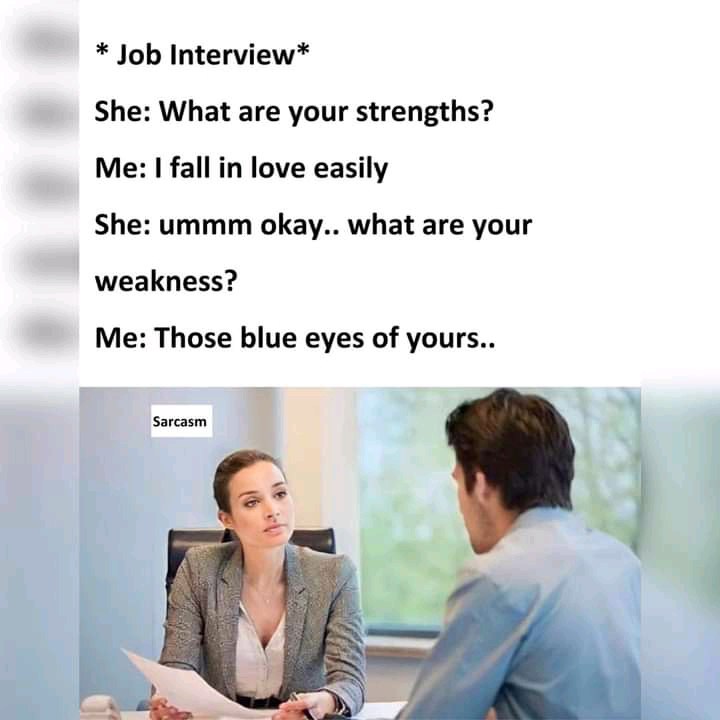 * Job Interview*
She: What are your strengths?
Me: I fall in love easily
She: ummm okay.. what are your
weakness?
Me: Those blue eyes of yours..
Sarcasm